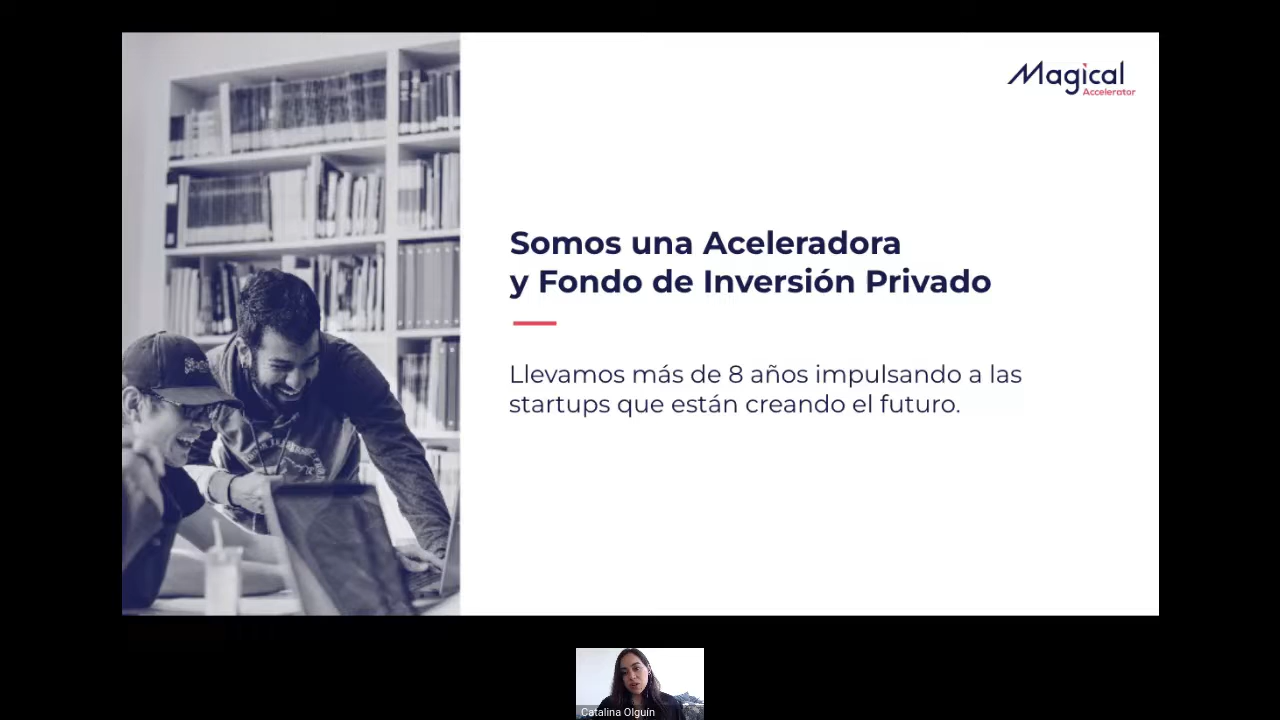 Magical
Accelerator
Somos una Aceleradora
y Fondo de Inversión Privado
Llevamos más de 8 años impulsando a las
startups que están creando el futuro.
Catalina Olguín